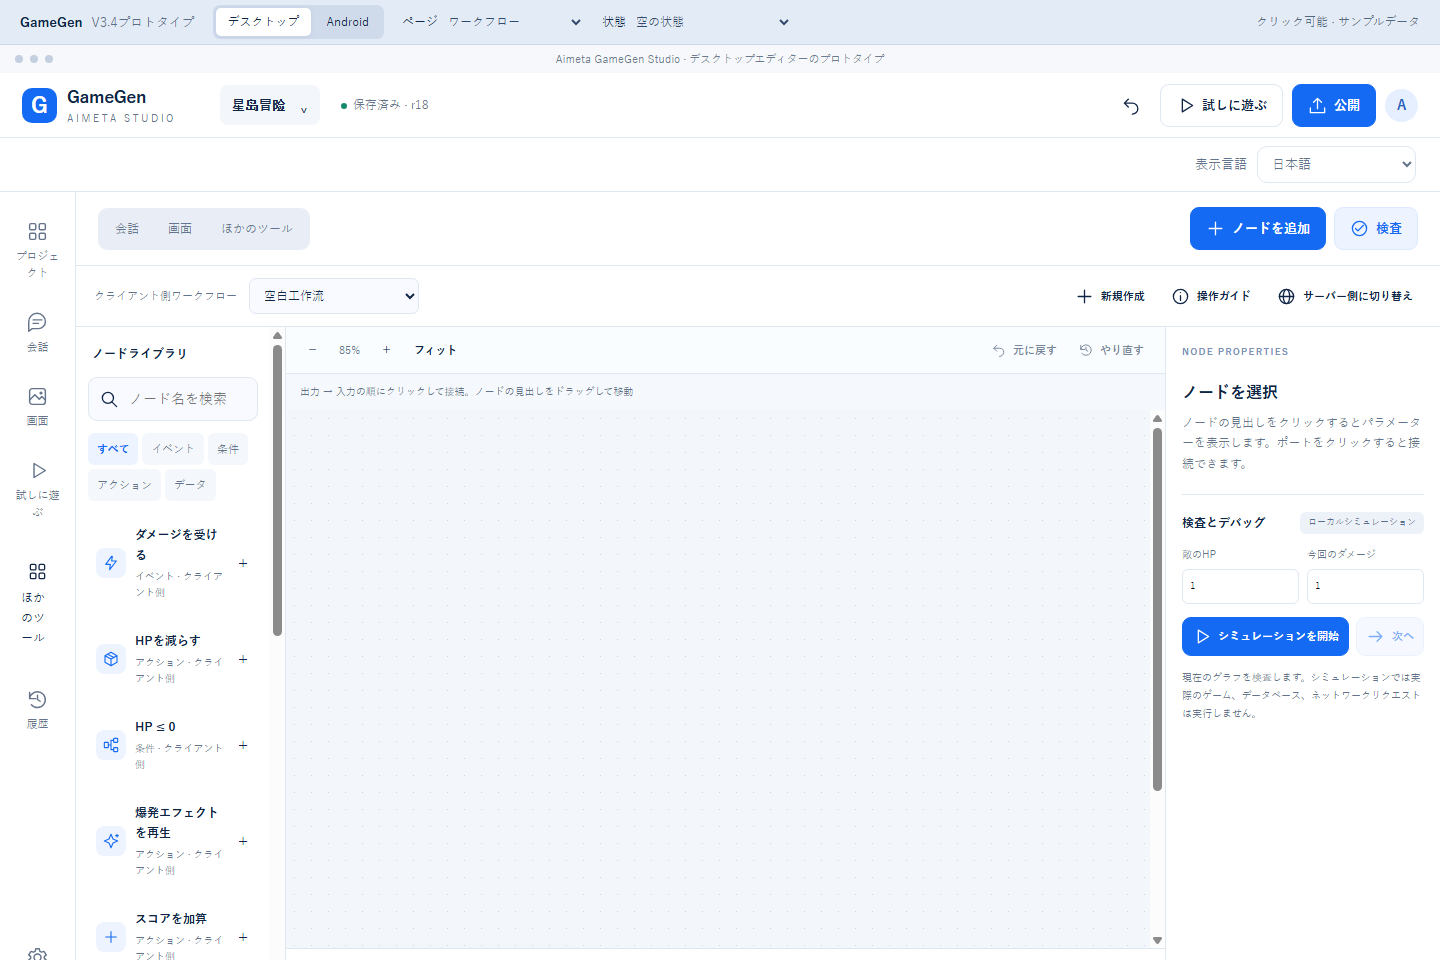 GameGen V3.4プロトタイプ デスクトップ Android ページ ワークフロー 状態 空の状態 クリック可能 · サンプルデータ
Aimeta GameGen Studio · デスクトップエディターのプロトタイプ
G GameGen
AIMETA STUDIO
星岛冒险
保存済み · r18
試しに遊ぶ
公開
A
表示言語 日本語
プロジェ
クト
会話
画面
試しに遊
ぶ
ほか
のツ
ール
履歴
会話 画面 ほかのツール
ノードを追加
検査
クライアント側ワークフロー 空白工作流
新規作成
操作ガイド
サーバー側に切り替え
ノードライブラリ
ノード名を検索
すべて イベント 条件
アクション データ
ダメージを受け
る
イベント · クライア
ント側
+
HPを減らす
アクション · クライ
アント側
+
HP ≤ 0
条件 · クライアント
側
+
爆発エフェクト
を再生
アクション · クライ
アント側
+
スコアを加算
アクション · クライ
アント側
+
− 85% + フィット
元に戻す
やり直す
出力 → 入力の順にクリックして接続。ノードの見出しをドラッグして移動
NODE PROPERTIES
ノードを選択
ノードの見出しをクリックするとパラメータ
ーを表示します。ポートをクリックすると接
続できます。
検査とデバッグ ローカルシミュレーション
敵のHP 今回のダメージ
1 1
シミュレーションを開始
次へ
現在のグラフを検査します。シミュレーションでは実
際のゲーム、データベース、ネットワークリクエスト
は実行しません。